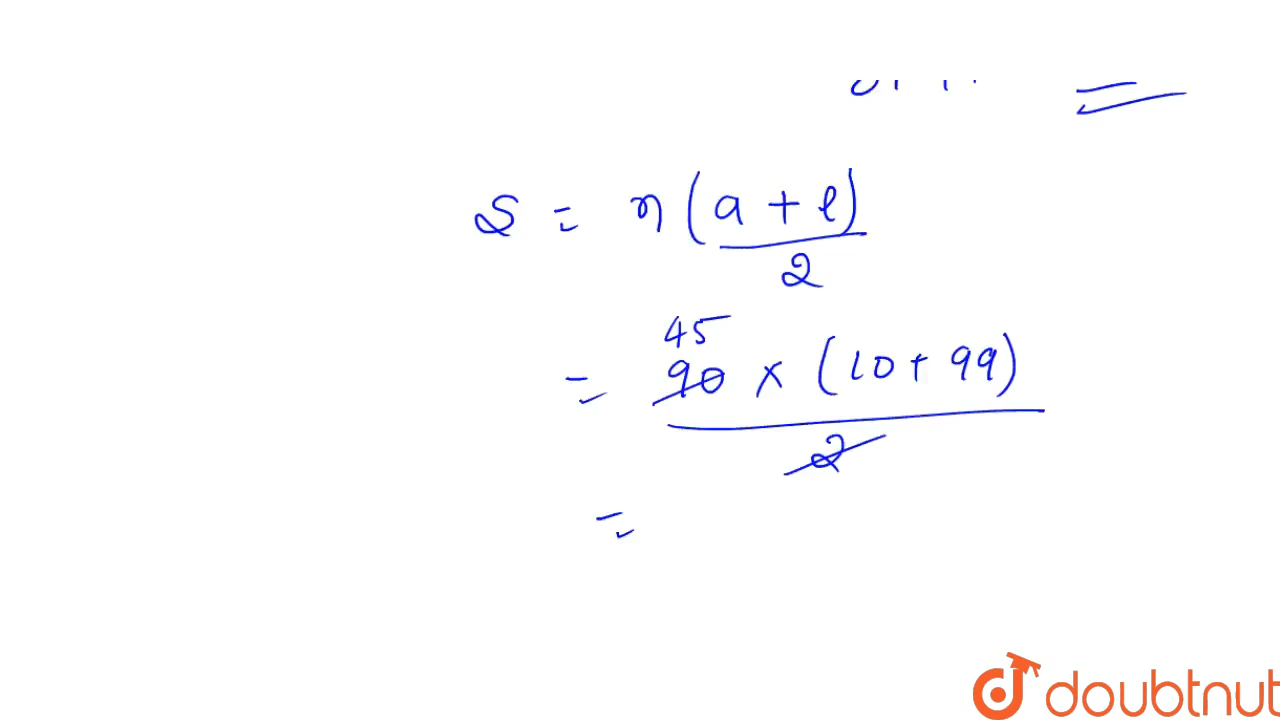 S = n(a + l)
2
45
= 90 × (10 + 99)
2
=
doubtnut